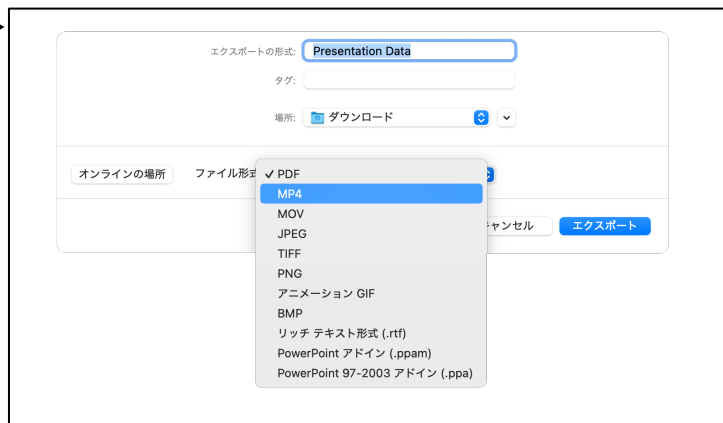 エクスポートの形式: Presentation Data
タグ:
場所: ダウンロード
オンラインの場所 ファイル形式
✓ PDF
MP4
MOV
JPEG
TIFF
PNG
アニメーション GIF
BMP
リッチ テキスト形式 (.rtf)
PowerPoint アドイン (.ppam)
PowerPoint 97-2003 アドイン (.ppa)
ャンセル エクスポート